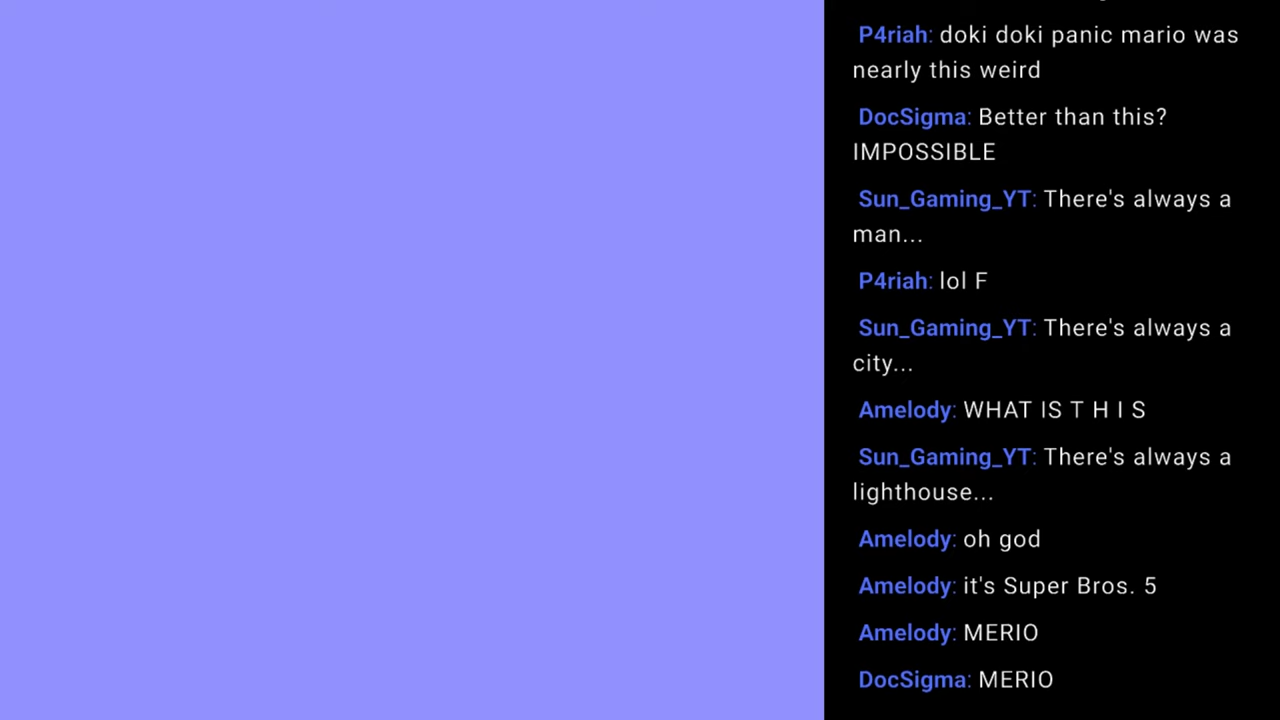 P4riah: doki doki panic mario was
nearly this weird
DocSigma: Better than this?
IMPOSSIBLE
Sun_Gaming_YT: There's always a
man...
P4riah: lol F
Sun_Gaming_YT: There's always a
city...
Amelody: WHAT IS T H I S
Sun_Gaming_YT: There's always a
lighthouse...
Amelody: oh god
Amelody: it's Super Bros. 5
Amelody: MERIO
DocSigma: MERIO